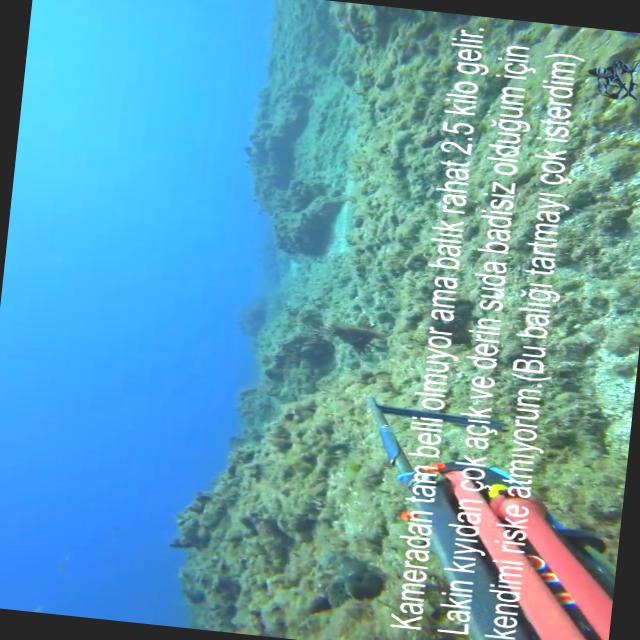 Kameradan tam belli olmuyor ama balık rahat 2.5 kilo gelir.
Lakin kıyıdan çok açık ve derin suda badisiz olduğum için
kendimi riske atmıyorum.(Bu balığı tartmayı çok isterdim)